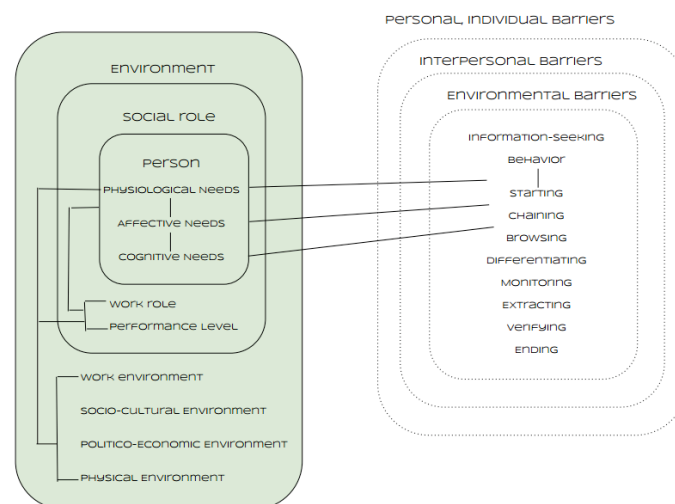 Personal, Individual Barriers
Interpersonal Barriers
Environmental Barriers
Information-Seeking
Behavior
Starting
Chaining
Browsing
Differentiating
Monitoring
Extracting
Verifying
Ending
Environment
Social Role
Person
Physiological Needs
Affective Needs
Cognitive Needs
Work Role
Performance Level
Work Environment
Socio-Cultural Environment
Politico-Economic Environment
Physical Environment